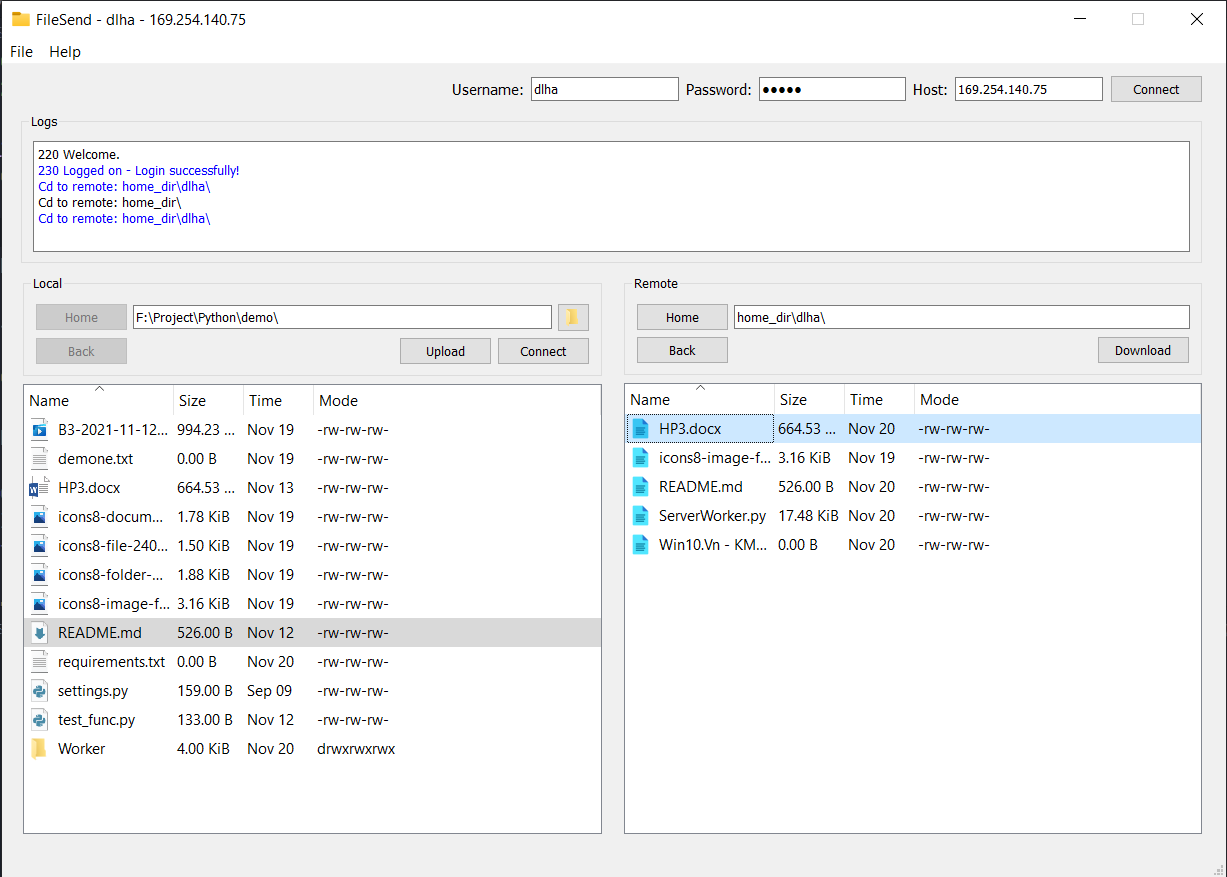 FileSend - dlha - 169.254.140.75
File Help
Username: dlha Password: ●●●●● Host: 169.254.140.75 Connect
Logs
220 Welcome.
230 Logged on - Login successfully!
Cd to remote: home_dir\dlha\
Cd to remote: home_dir\
Cd to remote: home_dir\dlha\
Local
Home F:\Project\Python\demo\
Back Upload Connect
Name Size Time Mode
B3-2021-11-12... 994.23 ... Nov 19 -rw-rw-rw-
demone.txt 0.00 B Nov 19 -rw-rw-rw-
HP3.docx 664.53 ... Nov 13 -rw-rw-rw-
icons8-docum... 1.78 KiB Nov 19 -rw-rw-rw-
icons8-file-240... 1.50 KiB Nov 19 -rw-rw-rw-
icons8-folder-... 1.88 KiB Nov 19 -rw-rw-rw-
icons8-image-f... 3.16 KiB Nov 19 -rw-rw-rw-
README.md 526.00 B Nov 12 -rw-rw-rw-
requirements.txt 0.00 B Nov 20 -rw-rw-rw-
settings.py 159.00 B Sep 09 -rw-rw-rw-
test_func.py 133.00 B Nov 12 -rw-rw-rw-
Worker 4.00 KiB Nov 20 drwxrwxrwx
Remote
Home home_dir\dlha\
Back Download
Name Size Time Mode
HP3.docx 664.53 ... Nov 20 -rw-rw-rw-
icons8-image-f... 3.16 KiB Nov 19 -rw-rw-rw-
README.md 526.00 B Nov 20 -rw-rw-rw-
ServerWorker.py 17.48 KiB Nov 20 -rw-rw-rw-
Win10.Vn - KM... 0.00 B Nov 20 -rw-rw-rw-